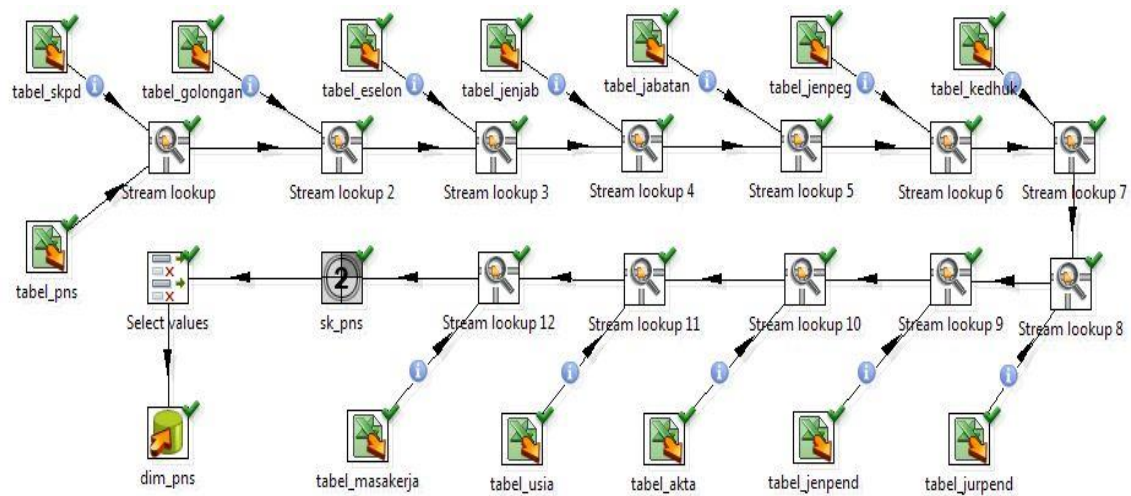 tabel_skpd
tabel_golongan
tabel_eselon
tabel_jenjab
tabel_jabatan
tabel_jenpeg
tabel_kedhuk
Stream lookup
Stream lookup 2
Stream lookup 3
Stream lookup 4
Stream lookup 5
Stream lookup 6
Stream lookup 7
tabel_pns
Select values
2
sk_pns
Stream lookup 12
Stream lookup 11
Stream lookup 10
Stream lookup 9
Stream lookup 8
dim_pns
tabel_masakerja
tabel_usia
tabel_akta
tabel_jenpend
tabel_jurpend